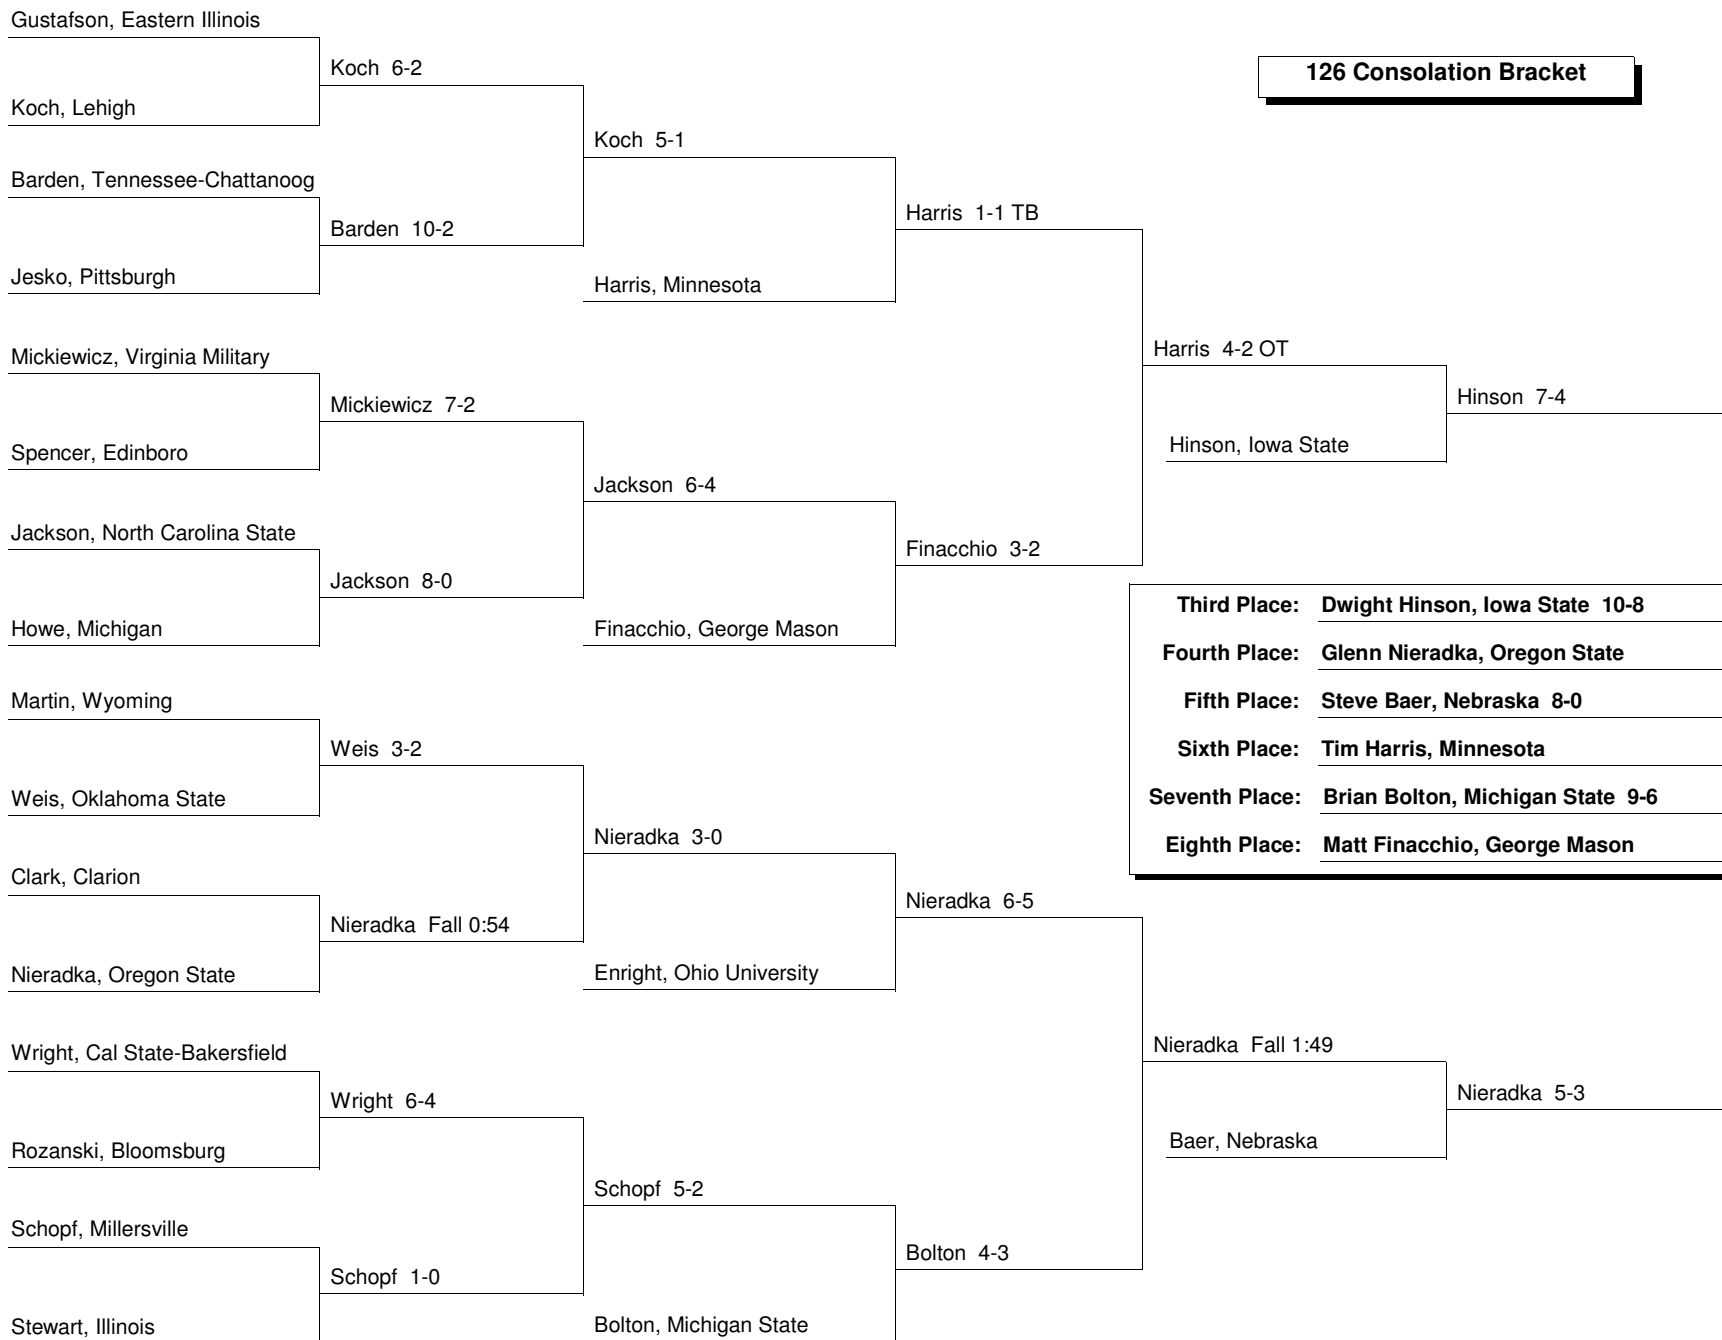 126 Consolation Bracket
Gustafson, Eastern Illinois
Koch, Lehigh
Barden, Tennessee-Chattanoog
Jesko, Pittsburgh
Mickiewicz, Virginia Military
Spencer, Edinboro
Jackson, North Carolina State
Howe, Michigan
Martin, Wyoming
Weis, Oklahoma State
Clark, Clarion
Nieradka, Oregon State
Wright, Cal State-Bakersfield
Rozanski, Bloomsburg
Schopf, Millersville
Stewart, Illinois
Koch 6-2
Barden 10-2
Mickiewicz 7-2
Jackson 8-0
Weis 3-2
Nieradka Fall 0:54
Wright 6-4
Schopf 1-0
Koch 5-1
Harris, Minnesota
Jackson 6-4
Finacchio, George Mason
Nieradka 3-0
Enright, Ohio University
Schopf 5-2
Bolton, Michigan State
Harris 1-1 TB
Finacchio 3-2
Nieradka 6-5
Bolton 4-3
Harris 4-2 OT
Hinson, Iowa State
Nieradka Fall 1:49
Baer, Nebraska
Hinson 7-4
Nieradka 5-3
Third Place: Dwight Hinson, Iowa State 10-8
Fourth Place: Glenn Nieradka, Oregon State
Fifth Place: Steve Baer, Nebraska 8-0
Sixth Place: Tim Harris, Minnesota
Seventh Place: Brian Bolton, Michigan State 9-6
Eighth Place: Matt Finacchio, George Mason